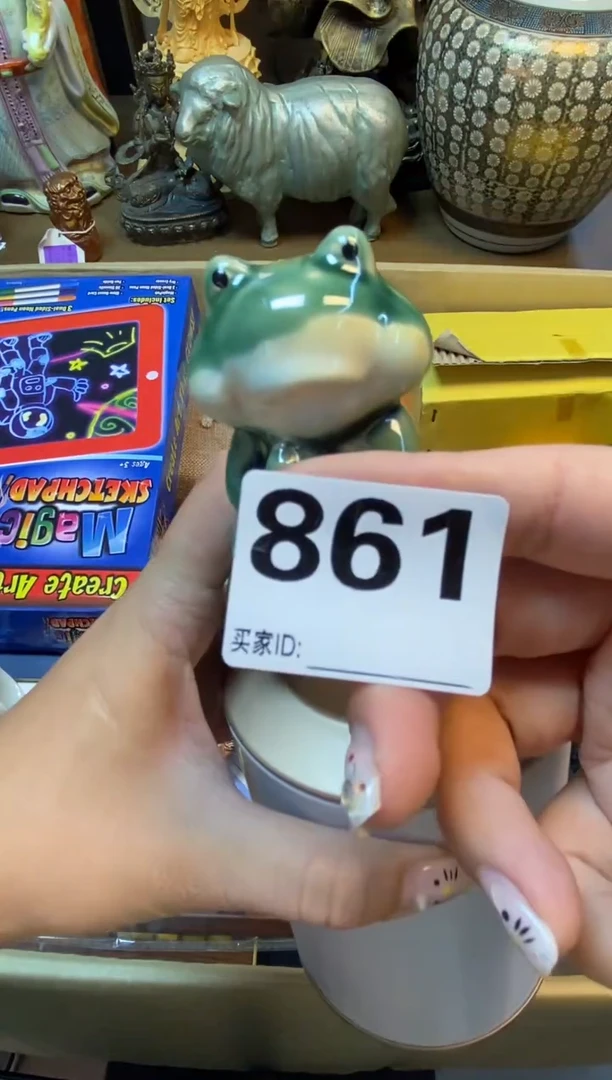 861
买家ID:
Magic
SKETCHPAD
Create Art
Ages 3+
Set Includes: